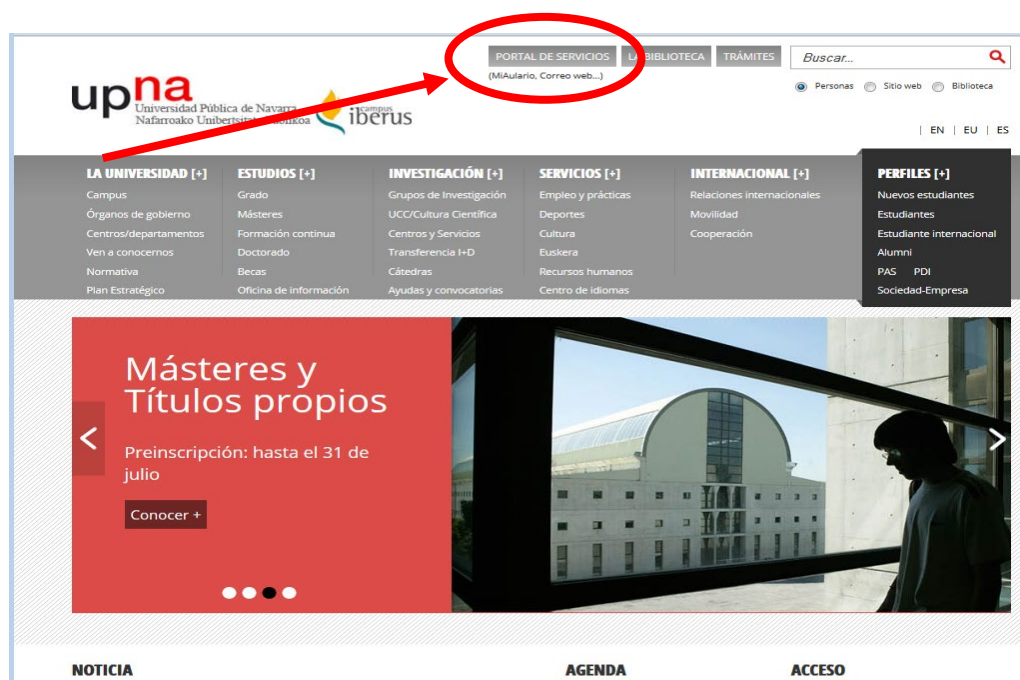 PORTAL DE SERVICIOS
LA BIBLIOTECA
TRÁMITES
Buscar...
(MiAulario, Correo web...)
Personas
Sitio web
Biblioteca
upna
Universidad Pública de Navarra
Nafarroako Unibertsitate
campus
iberus
| EN | EU | ES
LA UNIVERSIDAD [+]
Campus
Órganos de gobierno
Centros/departamentos
Ven a conocernos
Normativa
Plan Estratégico
ESTUDIOS [+]
Grado
Másteres
Formación continua
Doctorado
Becas
Oficina de información
INVESTIGACIÓN [+]
Grupos de Investigación
UCC/Cultura Científica
Centros y Servicios
Transferencia I+D
Cátedras
Ayudas y convocatorias
SERVICIOS [+]
Empleo y prácticas
Deportes
Cultura
Euskera
Recursos humanos
Centro de idiomas
INTERNACIONAL [+]
Relaciones internacionales
Movilidad
Cooperación
PERFILES [+]
Nuevos estudiantes
Estudiantes
Estudiante internacional
Alumni
PAS PDI
Sociedad-Empresa
Másteres y
Títulos propios
Preinscripción: hasta el 31 de
julio
Conocer +
NOTICIA
AGENDA
ACCESO